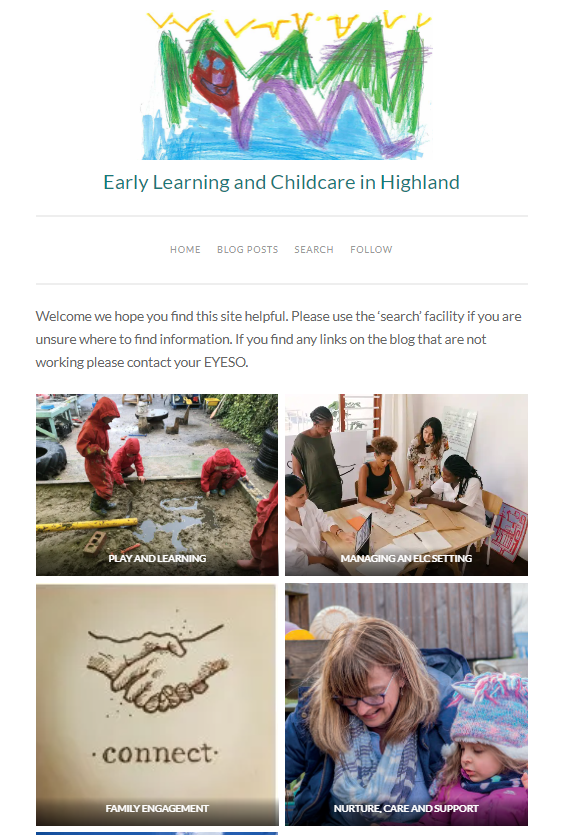 Early Learning and Childcare in Highland
HOME BLOG POSTS SEARCH FOLLOW
Welcome we hope you find this site helpful. Please use the ‘search’ facility if you are
unsure where to find information. If you find any links on the blog that are not
working please contact your EYESO.
PLAY AND LEARNING
MANAGING AN ELC SETTING
·connect·
FAMILY ENGAGEMENT
NURTURE, CARE AND SUPPORT